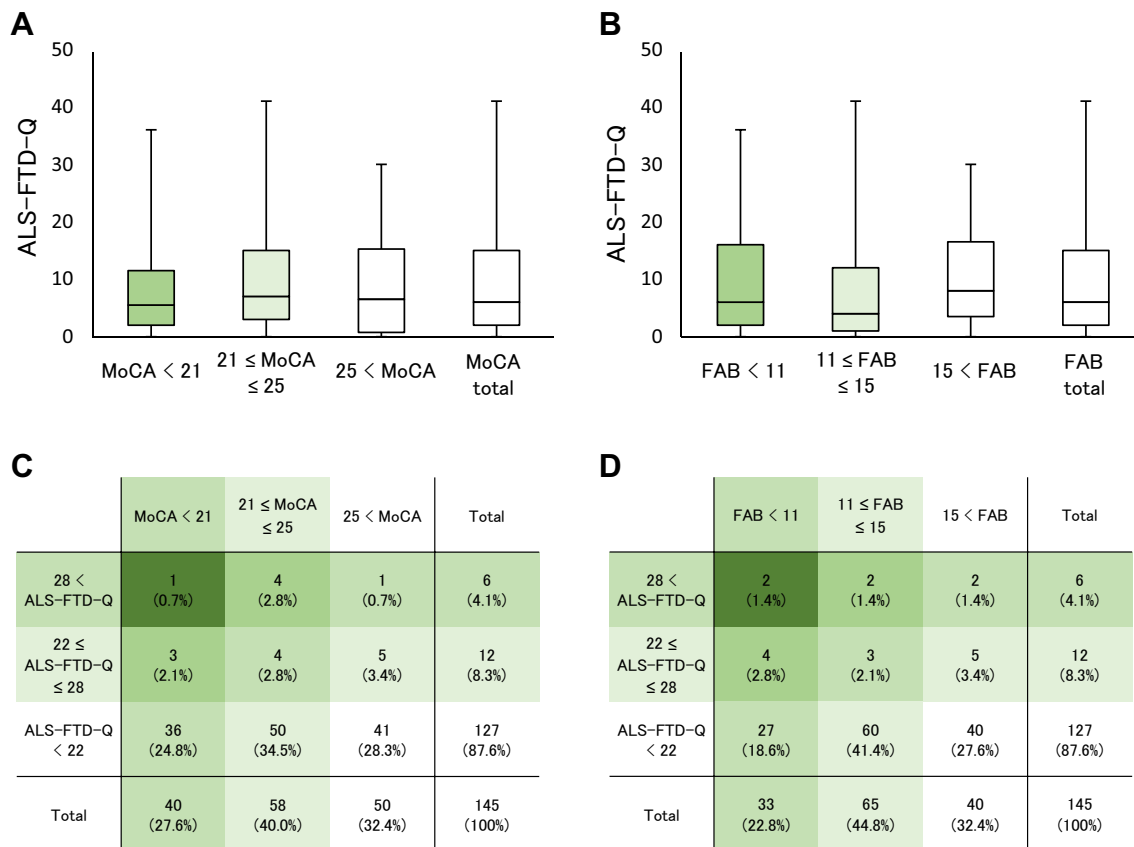 A
50
40
30
20
10
0
ALS-FTD-Q
MoCA < 21
21 ≤ MoCA
≤ 25
25 < MoCA
MoCA
total
B
50
40
30
20
10
0
ALS-FTD-Q
FAB < 11
11 ≤ FAB
≤ 15
15 < FAB
FAB
total
C
MoCA < 21
21 ≤ MoCA
≤ 25
25 < MoCA
Total
28 <
ALS-FTD-Q
1
(0.7%)
4
(2.8%)
1
(0.7%)
6
(4.1%)
22 ≤
ALS-FTD-Q
≤ 28
3
(2.1%)
4
(2.8%)
5
(3.4%)
12
(8.3%)
ALS-FTD-Q
< 22
36
(24.8%)
50
(34.5%)
41
(28.3%)
127
(87.6%)
Total
40
(27.6%)
58
(40.0%)
50
(32.4%)
145
(100%)
D
FAB < 11
11 ≤ FAB
≤ 15
15 < FAB
Total
28 <
ALS-FTD-Q
2
(1.4%)
2
(1.4%)
2
(1.4%)
6
(4.1%)
22 ≤
ALS-FTD-Q
≤ 28
4
(2.8%)
3
(2.1%)
5
(3.4%)
12
(8.3%)
ALS-FTD-Q
< 22
27
(18.6%)
60
(41.4%)
40
(27.6%)
127
(87.6%)
Total
33
(22.8%)
65
(44.8%)
40
(32.4%)
145
(100%)